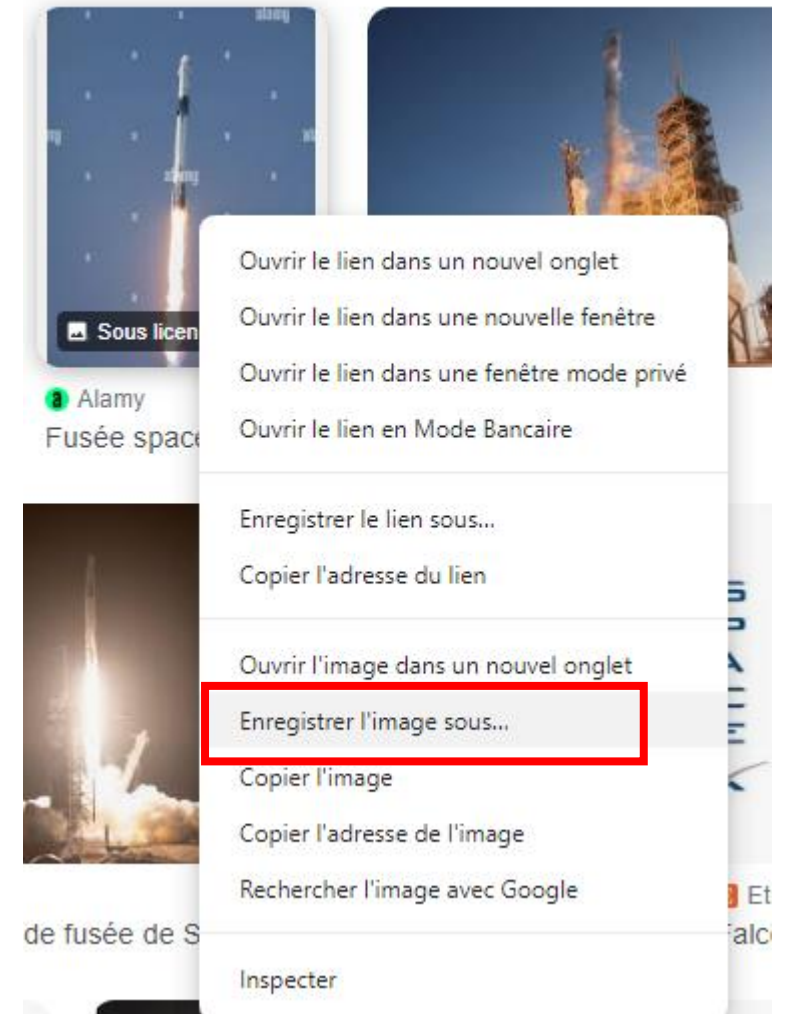 alamy
alamy
Sous licen
a Alamy
Fusée spac
Ouvrir le lien dans un nouvel onglet
Ouvrir le lien dans une nouvelle fenêtre
Ouvrir le lien dans une fenêtre mode privé
Ouvrir le lien en Mode Bancaire
Enregistrer le lien sous...
Copier l'adresse du lien
Ouvrir l'image dans un nouvel onglet
Enregistrer l'image sous...
Copier l'image
Copier l'adresse de l'image
Rechercher l'image avec Google
Inspecter
SPACE
X
Et
de fusée de S
Falc